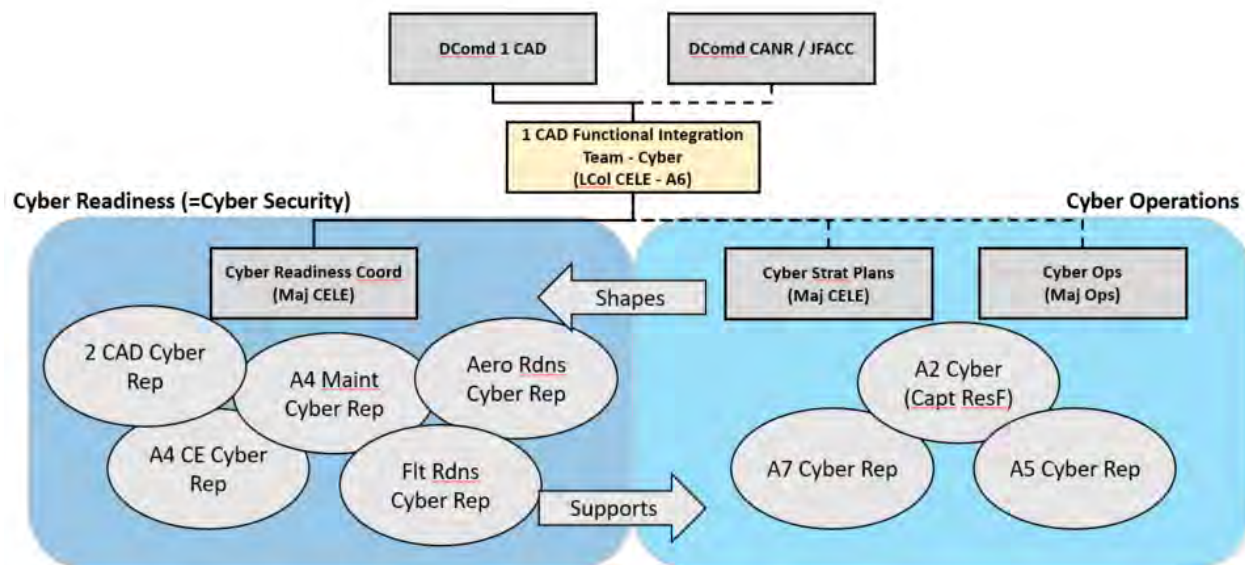 DComd 1 CAD
DComd CANR / JFACC
1 CAD Functional Integration
Team - Cyber
(LCol CELE - A6)
Cyber Readiness (=Cyber Security)
Cyber Operations
Cyber Readiness Coord
(Maj CELE)
Shapes
Cyber Strat Plans
(Maj CELE)
Cyber Ops
(Maj Ops)
2 CAD Cyber
Rep
A4 Maint
Cyber Rep
Aero Rdns
Cyber Rep
A4 CE Cyber
Rep
Flt Rdns
Cyber Rep
Supports
A2 Cyber
(Capt ResF)
A7 Cyber Rep
A5 Cyber Rep